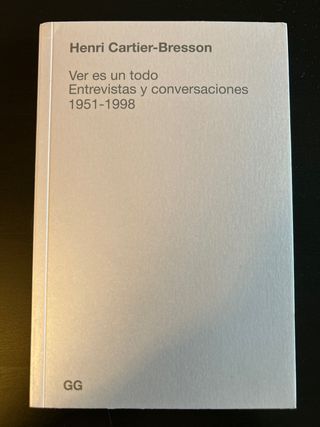 Henri Cartier-Bresson
Ver es un todo
Entrevistas y conversaciones
1951-1998
GG